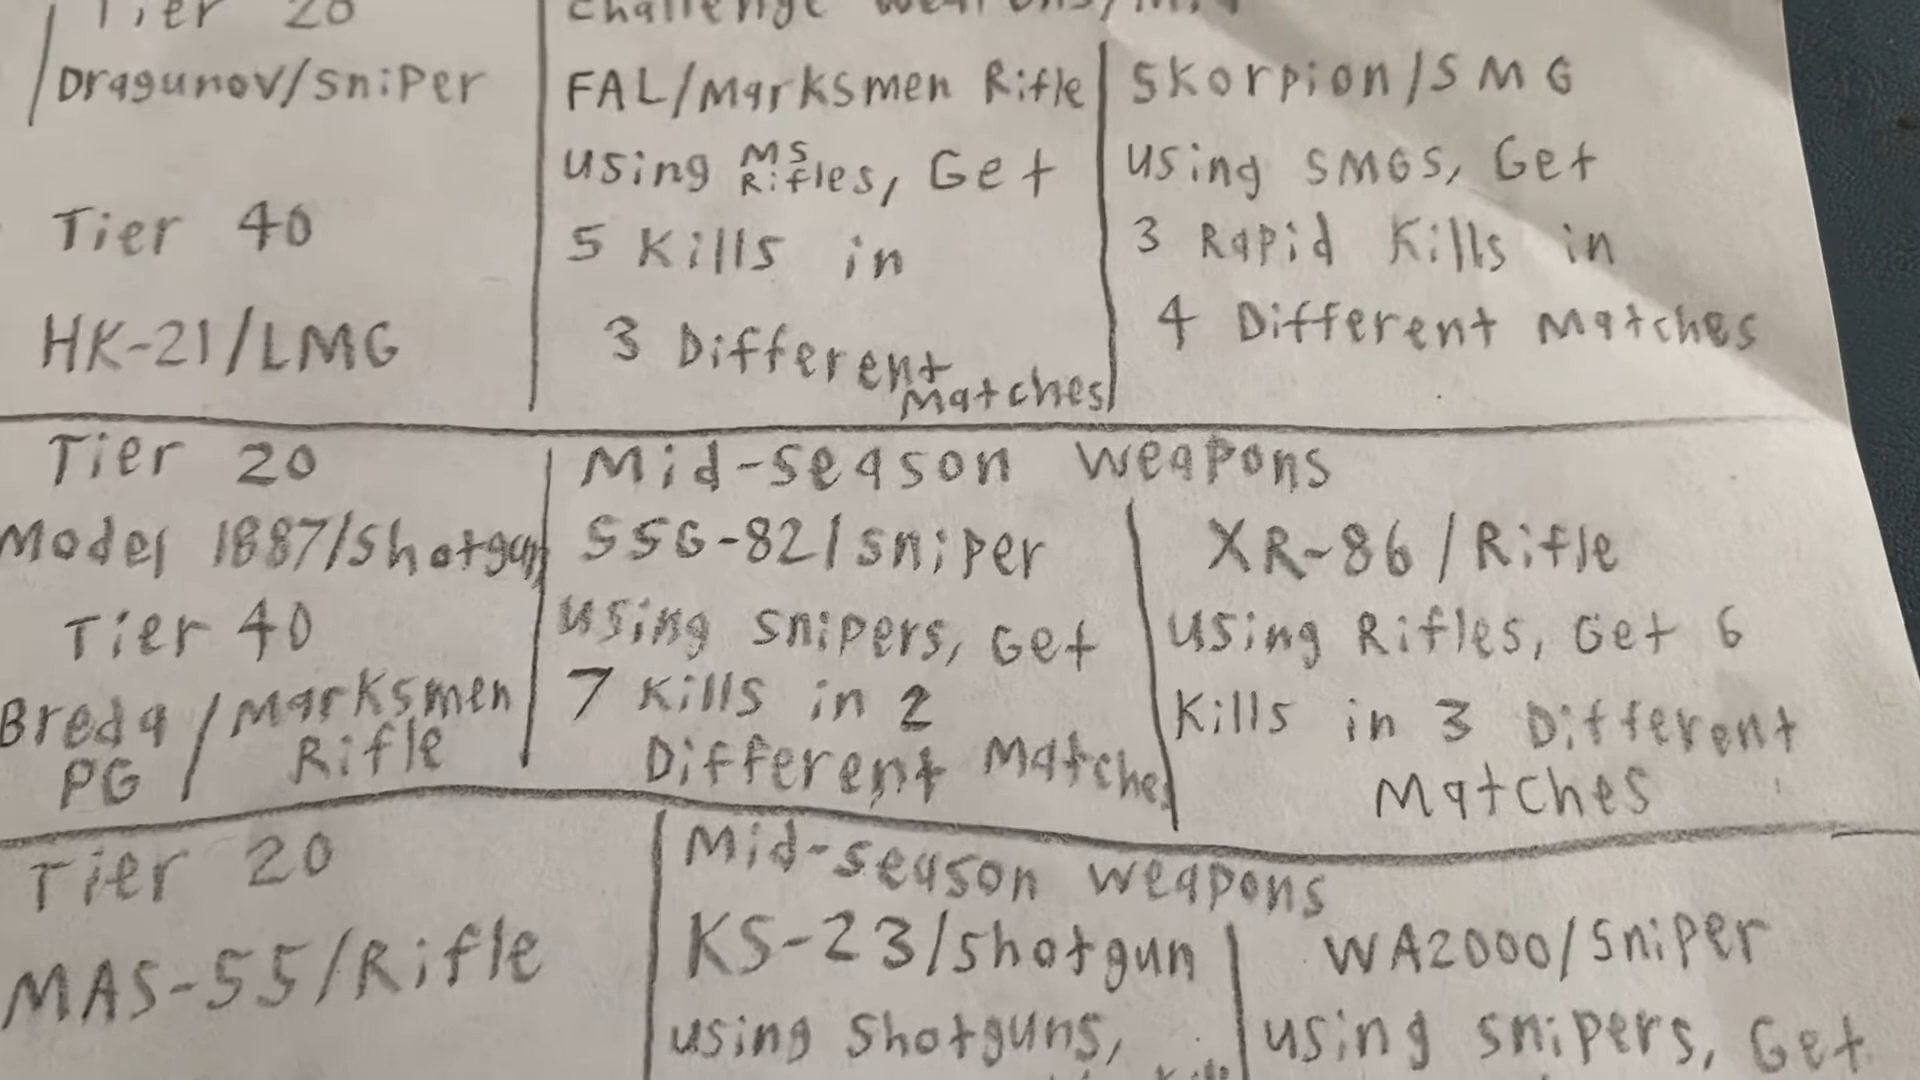 Tier 20
Dragunov/Sniper
Tier 40
HK-21/LMG
Challenge weapons/
FAL/Marksmen Rifle
using MS Rifles, Get
5 Kills in
3 Different
Matches
Skorpion/SMG
using SMGS, Get
3 Rapid Kills in
4 Different Matches
Tier 20
Model 1887/Shotgun
Tier 40
Breda PG/Marksmen Rifle
Mid-season weapons
SSG-82/Sniper
using snipers, Get
7 Kills in 2
Different Matches
XR-86/Rifle
using Rifles, Get 6
Kills in 3 Different
Matches
Tier 20
MAS-55/Rifle
Mid-season weapons
KS-23/Shotgun
using Shotguns,
WA2000/Sniper
using snipers, Get